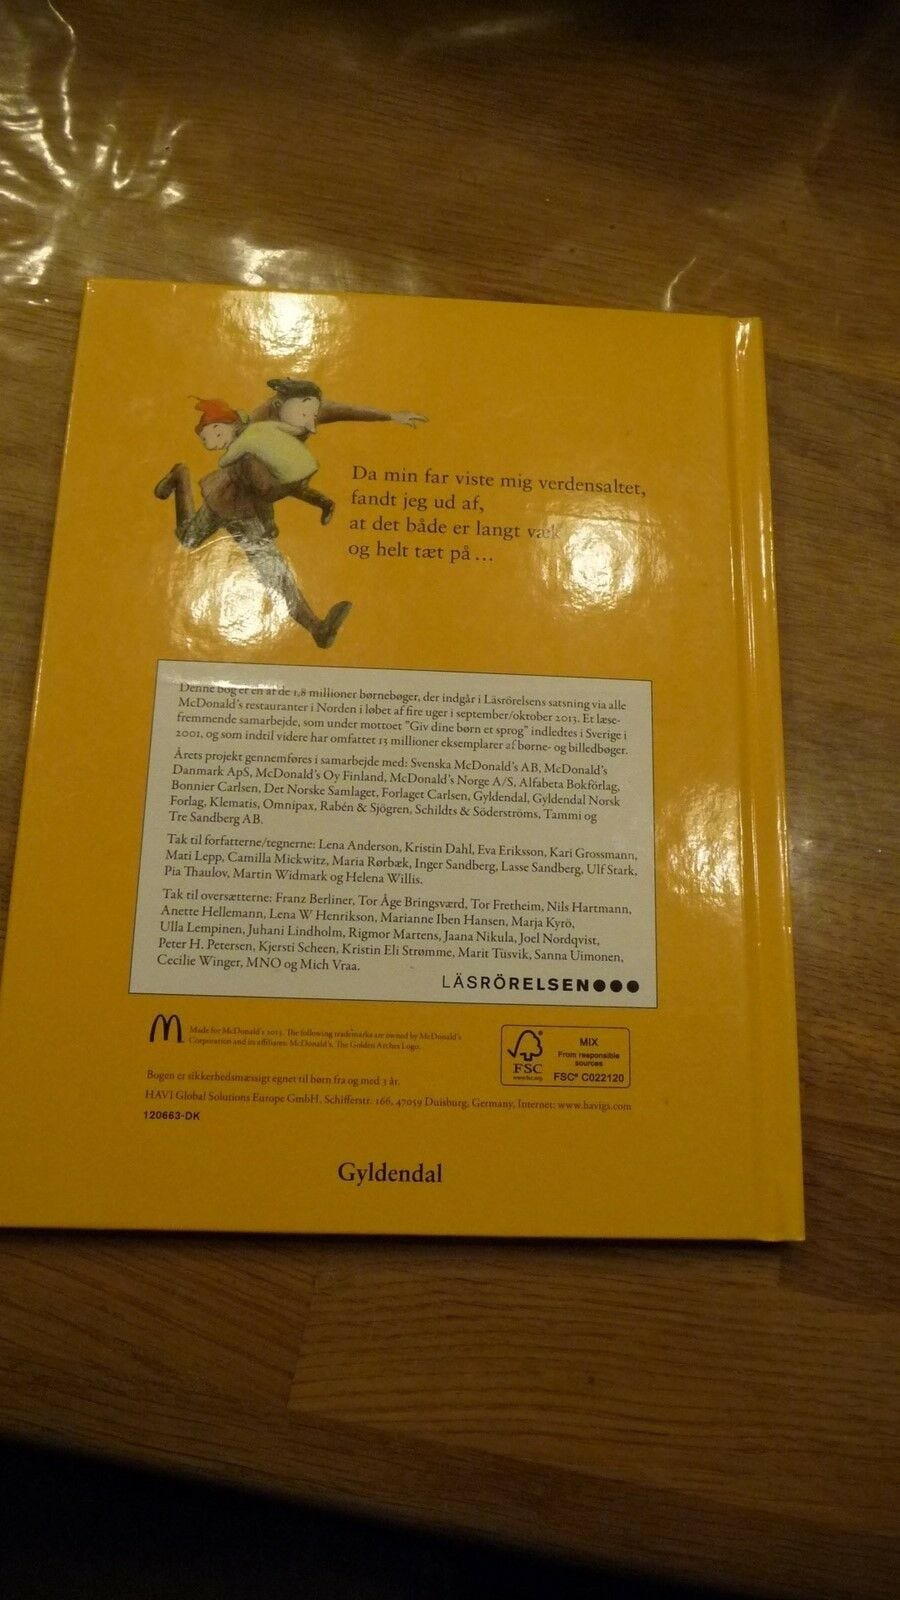 Da min far viste mig verdensaltet,
fandt jeg ud af,
at det både er langt væk
og helt tæt på ...
Denne bog er en af de 1,8 millioner børnebøger, der indgår i Läsrörelsens satsning via alle
McDonald's restauranter i Norden i løbet af fire uger i september/oktober 2013. Et læse-
fremmende samarbejde, som under mottoet "Giv dine børn et sprog" indledtes i Sverige i
2001, og som indtil videre har omfattet 13 millioner eksemplarer af børne- og billedbøger.
Årets projekt gennemføres i samarbejde med: Svenska McDonald's AB, McDonald's
Danmark ApS, McDonald's Oy Finland, McDonald's Norge A/S, Alfabeta Bokförlag,
Bonnier Carlsen, Det Norske Samlaget, Forlaget Carlsen, Gyldendal, Gyldendal Norsk
Forlag, Klematis, Omnipax, Rabén & Sjögren, Schildts & Söderströms, Tammi og
Tre Sandberg AB.
Tak til forfatterne/tegnerne: Lena Anderson, Kristin Dahl, Eva Eriksson, Kari Grossmann,
Mati Lepp, Camilla Mickwitz, Maria Rørbæk, Inger Sandberg, Lasse Sandberg, Ulf Stark,
Pia Thaulov, Martin Widmark og Helena Willis.
Tak til oversætterne: Franz Berliner, Tor Åge Bringsværd, Tor Fretheim, Nils Hartmann,
Anette Hellemann, Lena W Henrikson, Marianne Iben Hansen, Marja Kyrö,
Ulla Lempinen, Juhani Lindholm, Rigmor Martens, Jaana Nikula, Joel Nordqvist,
Peter H. Petersen, Kjersti Scheen, Kristin Eli Strømme, Marit Tusvik, Sanna Uimonen,
Cecilie Winger, MNO og Mich Vraa.
LÄSRÖRELSEN●●●
Made for McDonald's 2013. The following trademarks are owned by McDonald's
Corporation and its affiliates: McDonald's, The Golden Arches Logo.
FSC
www.fsc.org
MIX
From responsible
sources
FSC® C022120
Bogen er sikkerhedsmæssigt egnet til børn fra og med 3 år.
HAVI Global Solutions Europe GmbH, Schifferstr. 166, 47059 Duisburg, Germany, Internet: www.havigs.com
120663-DK
Gyldendal